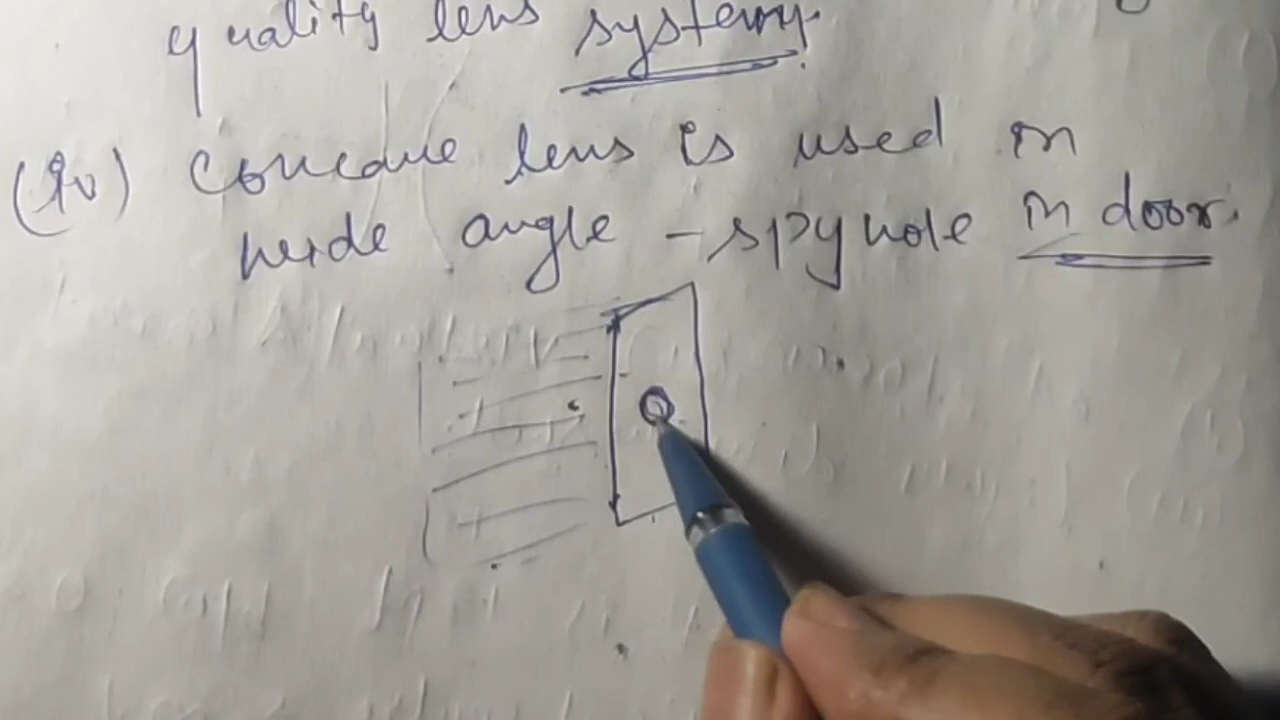 quality lens system.
(iv) Concave lens is used in
wide angle - spy hole in door.